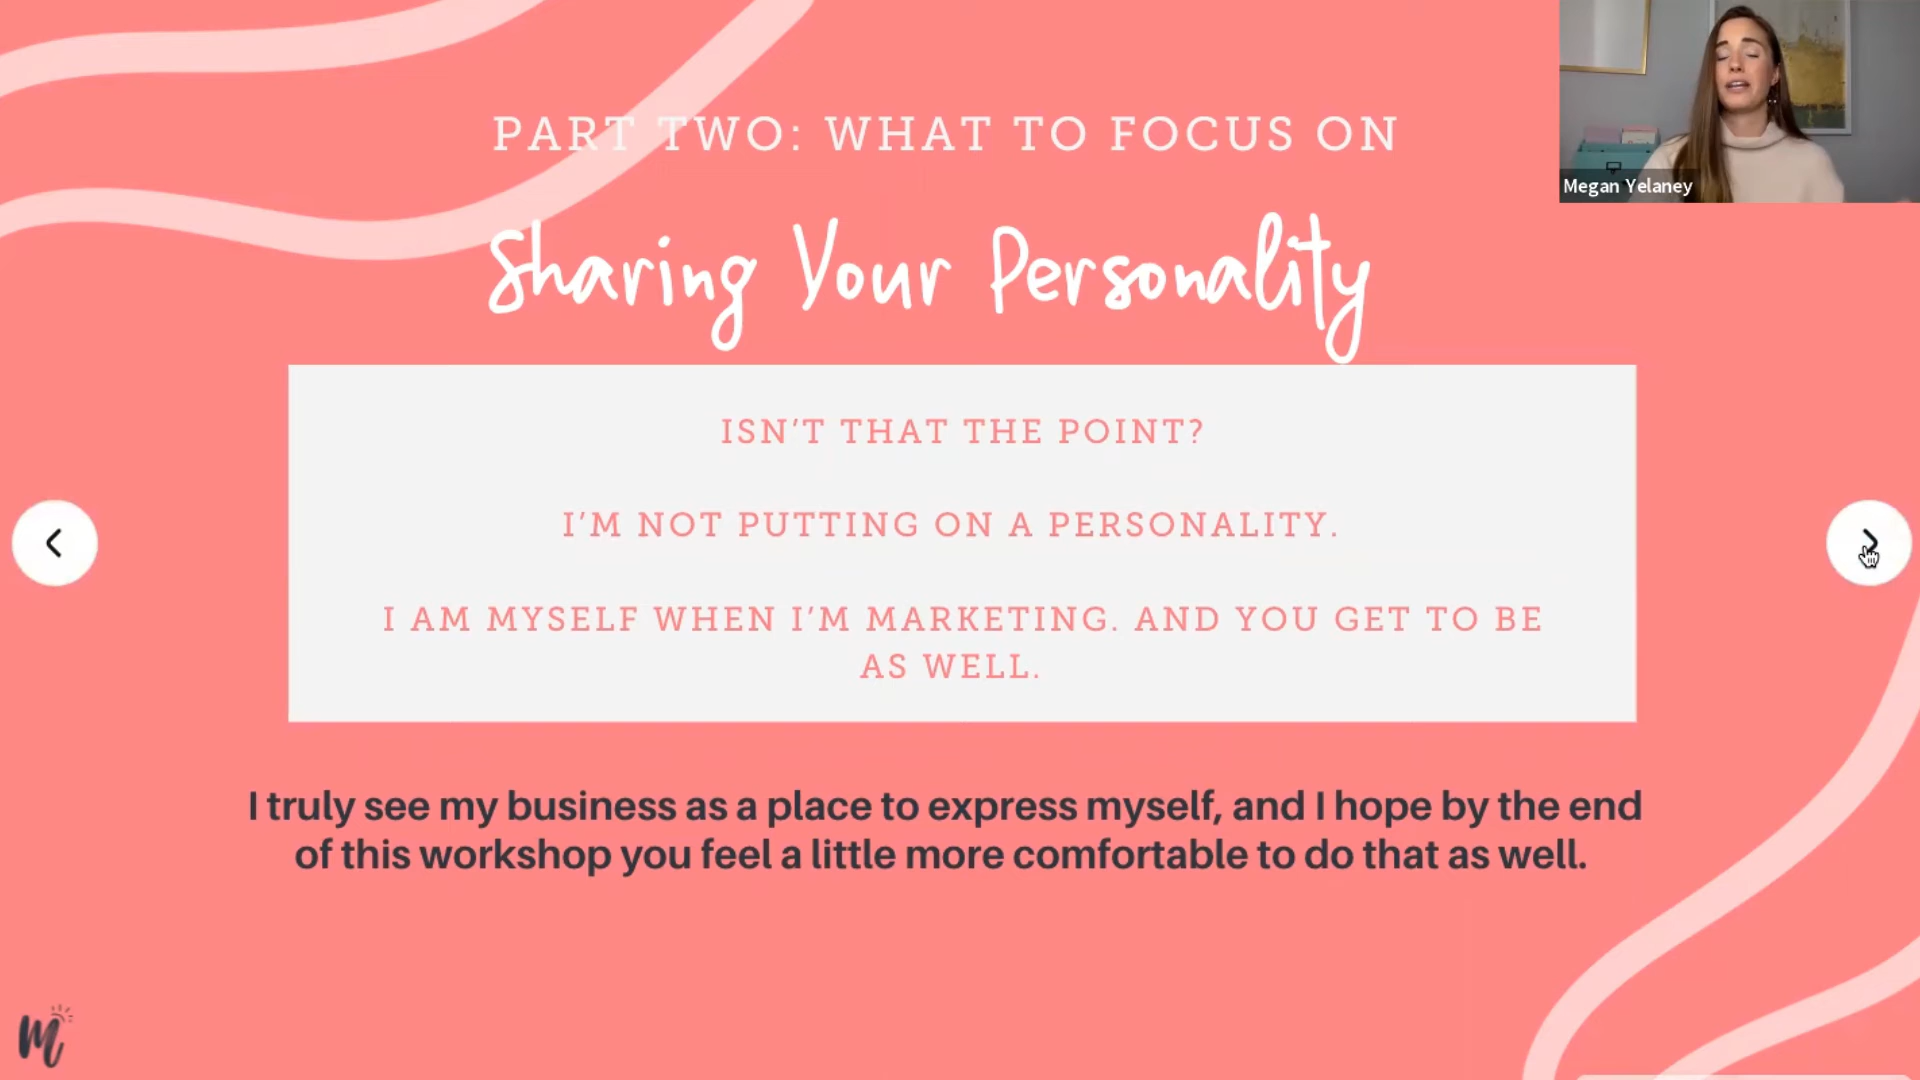 PART TWO: WHAT TO FOCUS ON
Megan Yelaney
Sharing Your Personality
ISN'T THAT THE POINT?
I'M NOT PUTTING ON A PERSONALITY.
I AM MYSELF WHEN I'M MARKETING. AND YOU GET TO BE
AS WELL.
I truly see my business as a place to express myself, and I hope by the end
of this workshop you feel a little more comfortable to do that as well.
m